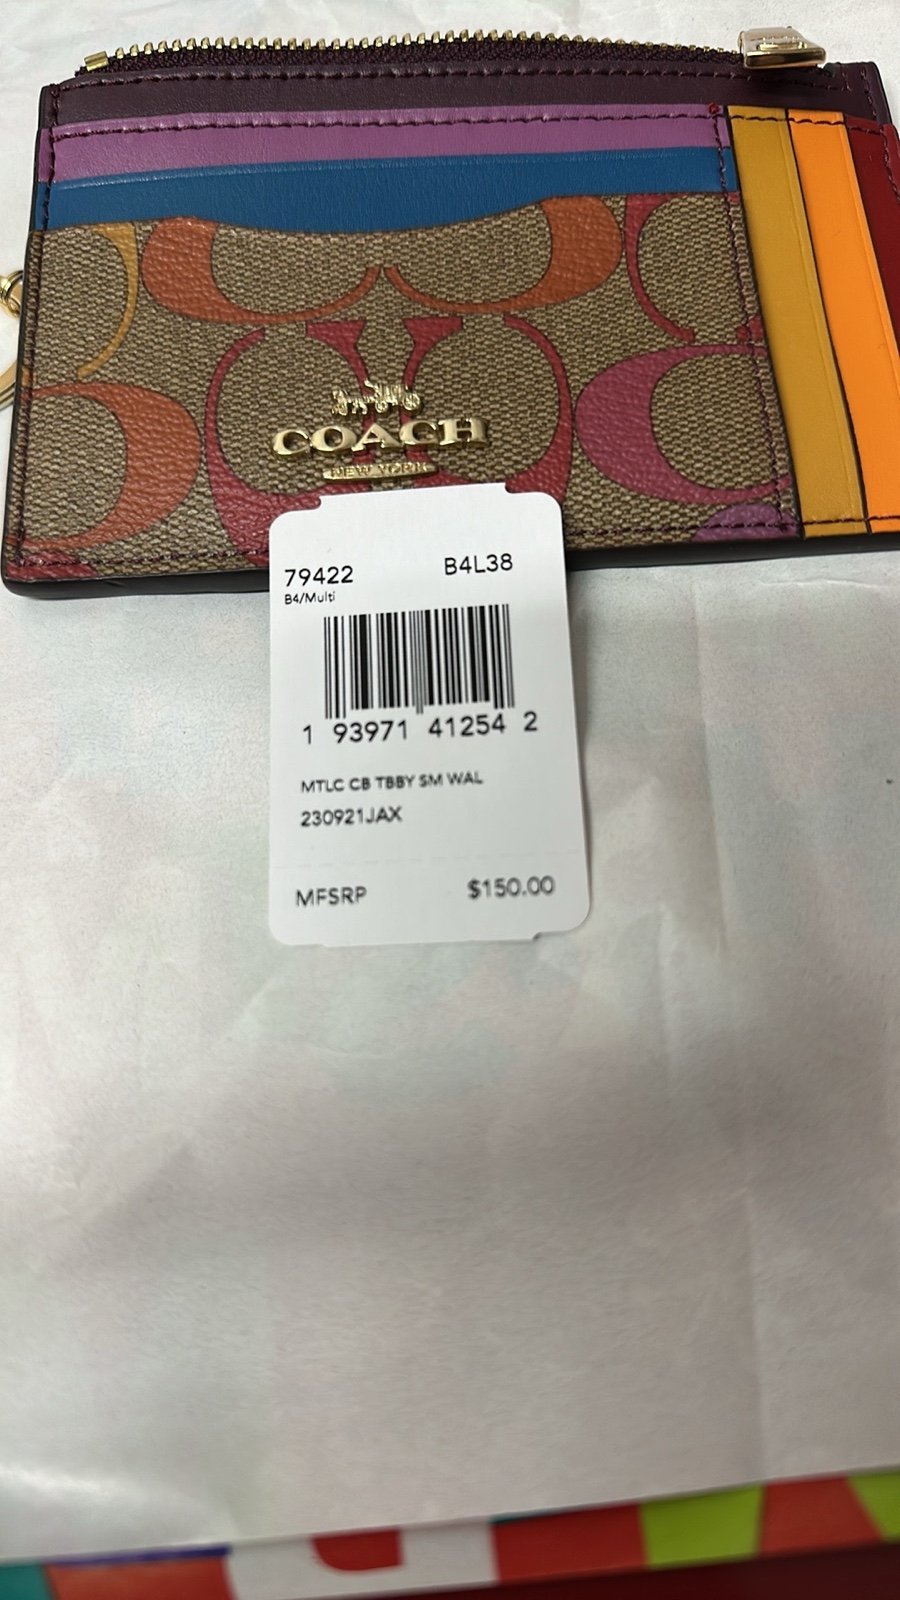 COACH
NEW YORK
79422 B4L38
B4/Multi
1 93971 41254 2
MTLC CB TBBY SM WAL
230921JAX
MFSRP $150.00